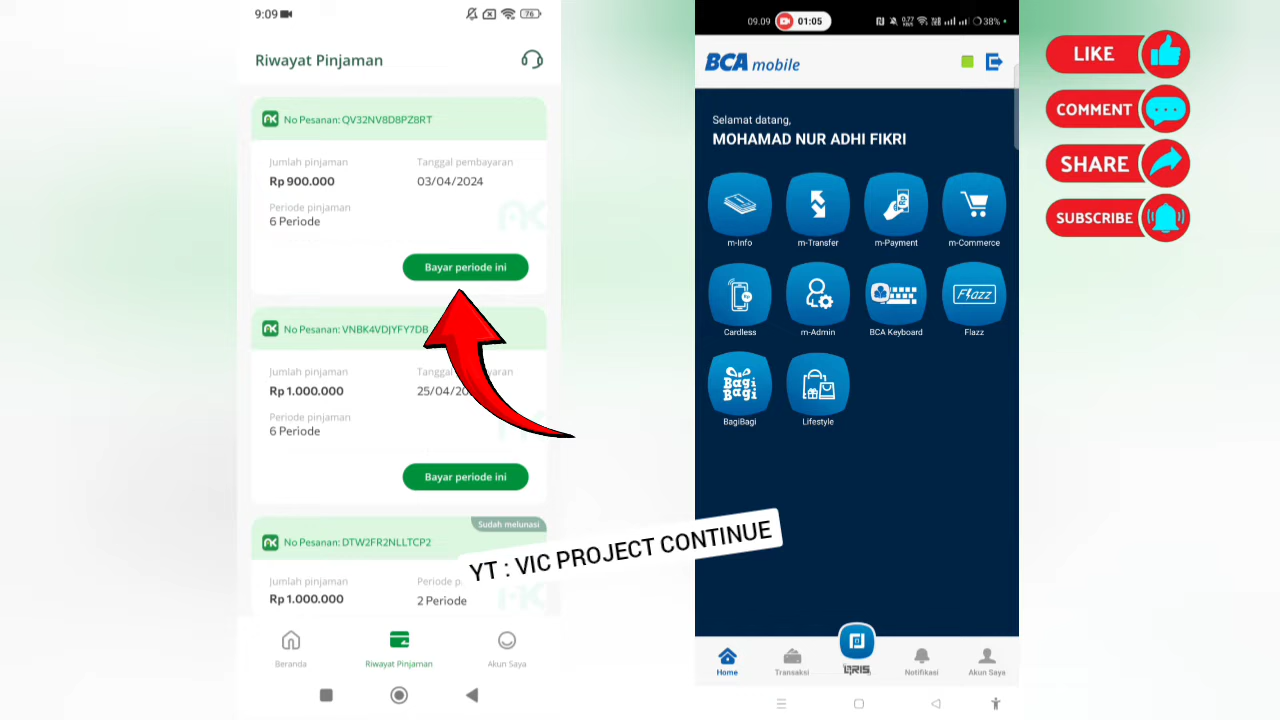 9:09
76
Riwayat Pinjaman
No Pesanan: QV32NV8D8PZ8RT
Jumlah pinjaman
Tanggal pembayaran
Rp 900.000
03/04/2024
Periode pinjaman
6 Periode
Bayar periode ini
No Pesanan: VNBK4VDJYFY7DB
Jumlah pinjaman
Rp 1.000.000
Periode pinjaman
6 Periode
Bayar periode ini
Sudah melunasi
No Pesanan: DTW2FR2NLLTCP2
Jumlah pinjaman
Rp 1.000.000
2 Periode
Beranda
Riwayat Pinjaman
Akun Saya
YT : VIC PROJECT CONTINUE
09.09
01:05
38%
BCA mobile
Selamat datang,
MOHAMAD NUR ADHI FIKRI
m-Info
m-Transfer
m-Payment
m-Commerce
Cardless
m-Admin
BCA Keyboard
Flazz
Flazz
Bagi
Bagi
BagiBagi
Lifestyle
Home
Transaksi
QRIS
Notifikasi
Akun Saya
LIKE
COMMENT
SHARE
SUBSCRIBE